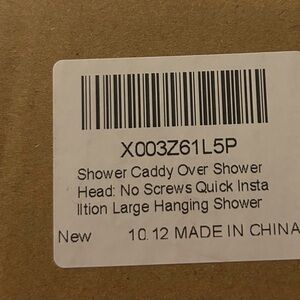 X003Z61L5P
Shower Caddy Over Shower
Head: No Screws Quick Insta
lltion Large Hanging Shower
New 10.12 MADE IN CHINA